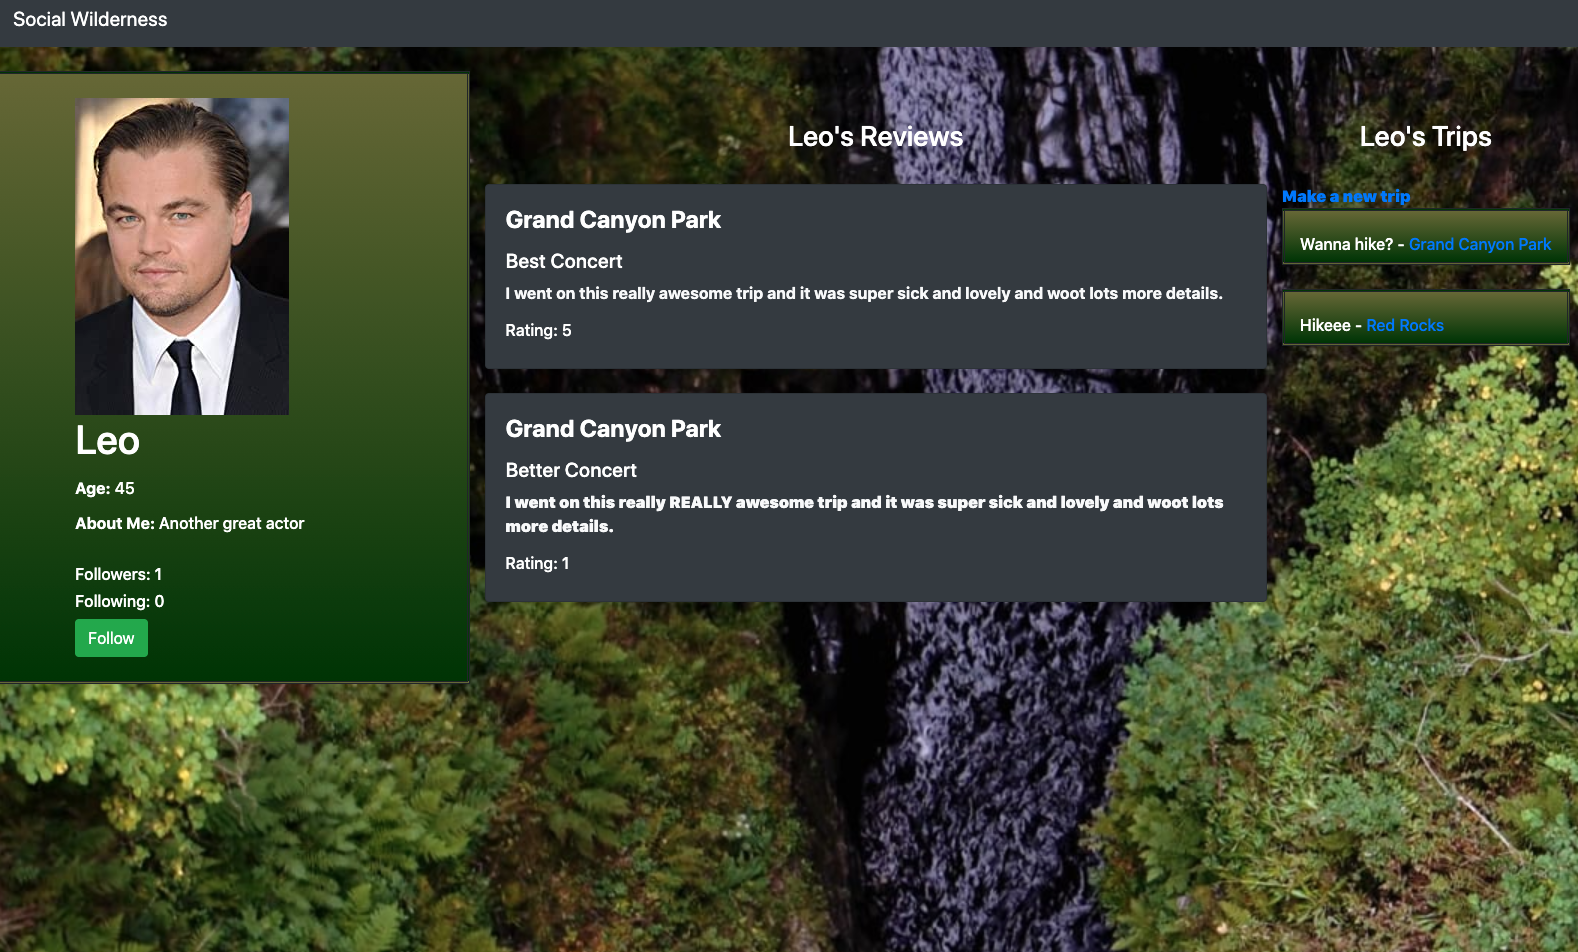 Social Wilderness
Leo
Age: 45
About Me: Another great actor
Followers: 1
Following: 0
Follow
Leo's Reviews
Grand Canyon Park
Best Concert
I went on this really awesome trip and it was super sick and lovely and woot lots more details.
Rating: 5
Grand Canyon Park
Better Concert
I went on this really REALLY awesome trip and it was super sick and lovely and woot lots
more details.
Rating: 1
Leo's Trips
Make a new trip
Wanna hike? - Grand Canyon Park
Hikeee - Red Rocks